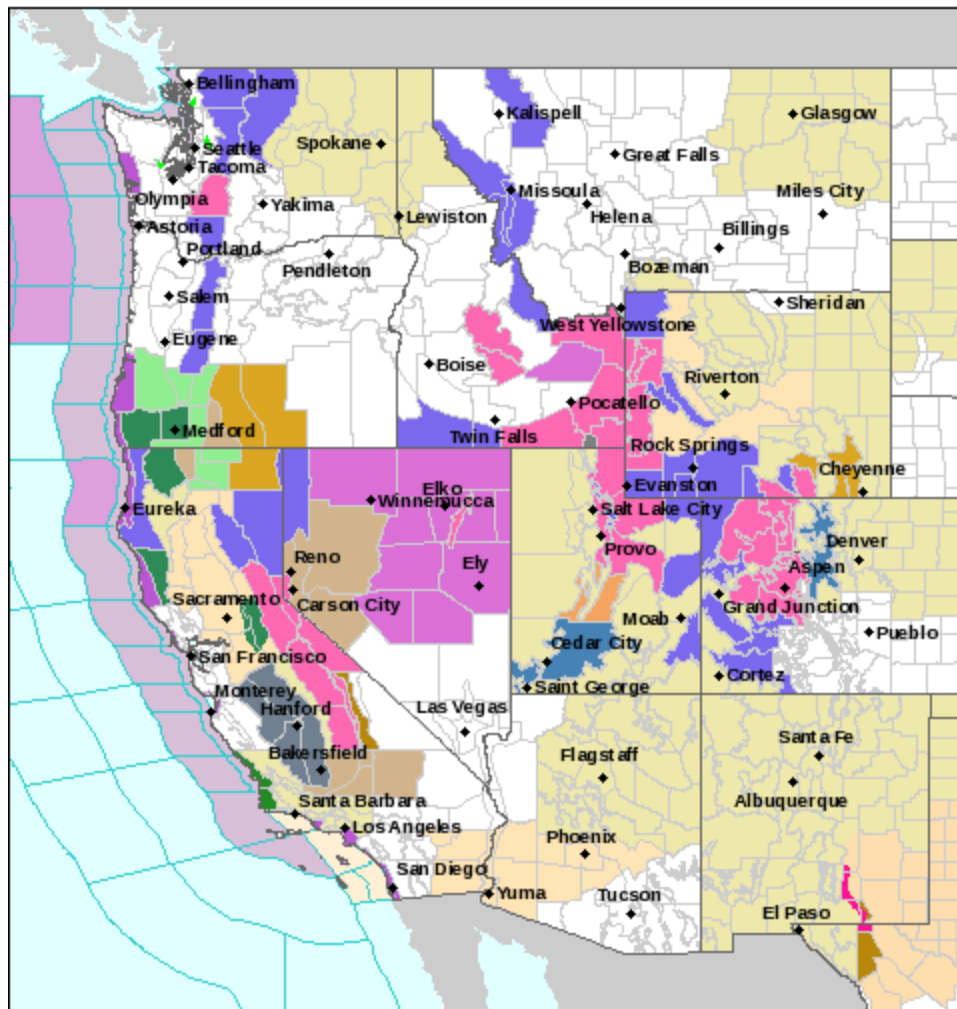 Bellingham
Kalispell
Glasgow
Spokane
Seattle
Great Falls
Tacoma
Missoula
Miles City
Olympia
Yakima
Helena
Lewiston
Astoria
Billings
Portland
Pendleton
Bozeman
Salem
Sheridan
West Yellowstone
Eugene
Boise
Riverton
Pocatello
Medford
Twin Falls
Rock Springs
Cheyenne
Elko
Evanston
Winnemucca
Eureka
Salt Lake City
Denver
Reno
Provo
Ely
Aspen
Sacramento
Carson City
Grand Junction
Moab
Pueblo
Cedar City
San Francisco
Cortez
Saint George
Monterey
Hanford
Las Vegas
Santa Fe
Bakersfield
Flagstaff
Albuquerque
Santa Barbara
Los Angeles
Phoenix
San Diego
Yuma
Tucson
El Paso